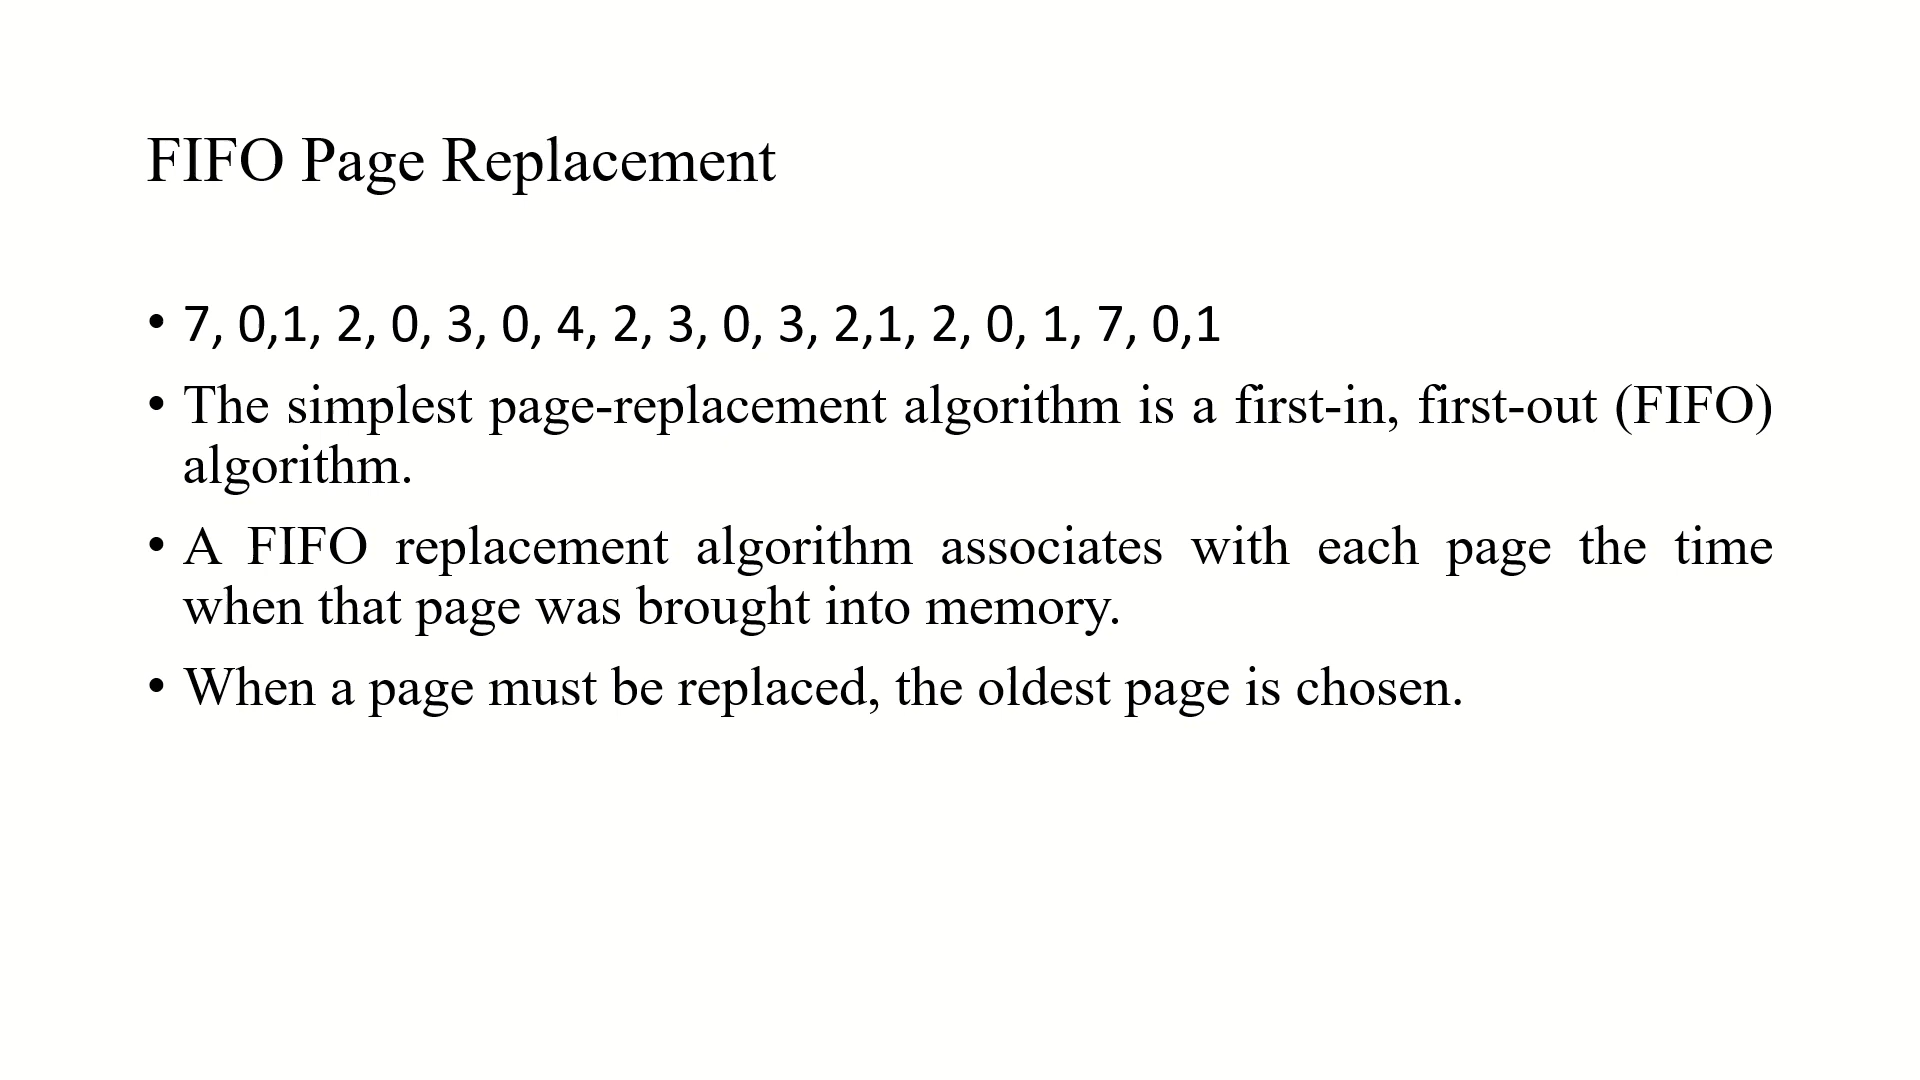 FIFO Page Replacement
• 7, 0,1, 2, 0, 3, 0, 4, 2, 3, 0, 3, 2,1, 2, 0, 1, 7, 0,1
• The simplest page-replacement algorithm is a first-in, first-out (FIFO)
algorithm.
• A FIFO replacement algorithm associates with each page the time
when that page was brought into memory.
• When a page must be replaced, the oldest page is chosen.